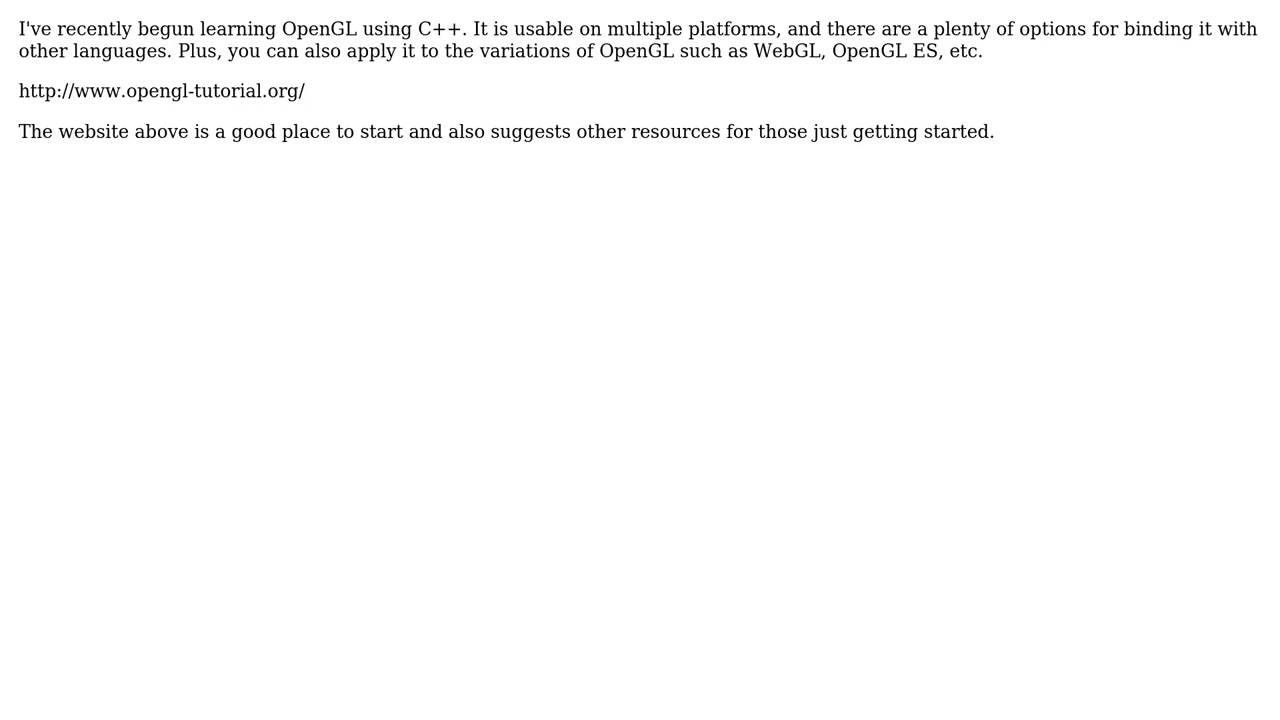 I've recently begun learning OpenGL using C++. It is usable on multiple platforms, and there are a plenty of options for binding it with
other languages. Plus, you can also apply it to the variations of OpenGL such as WebGL, OpenGL ES, etc.
http://www.opengl-tutorial.org/
The website above is a good place to start and also suggests other resources for those just getting started.